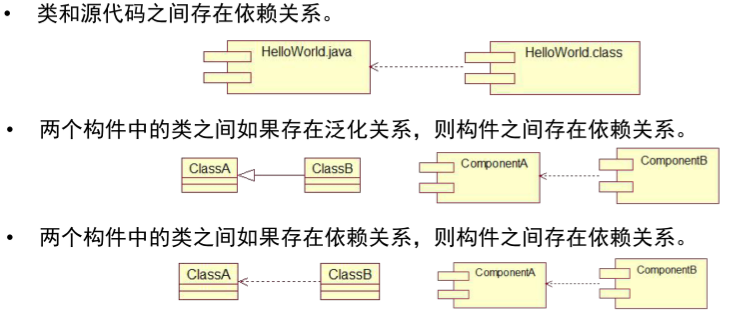 • 类和源代码之间存在依赖关系。
HelloWorld.java HelloWorld.class
• 两个构件中的类之间如果存在泛化关系，则构件之间存在依赖关系。
ClassA ClassB ComponentA ComponentB
• 两个构件中的类之间如果存在依赖关系，则构件之间存在依赖关系。
ClassA ClassB ComponentA ComponentB